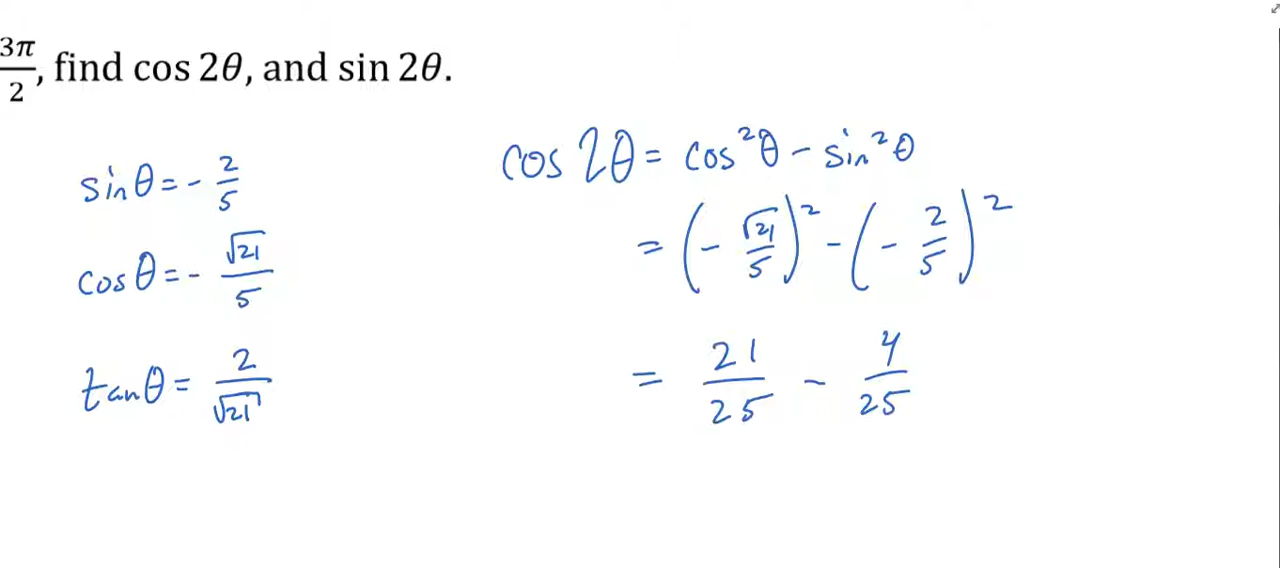 3π/2, find cos 2θ, and sin 2θ.
sinθ = - 2/5
cosθ = - √21/5
tanθ = 2/√21
cos 2θ = cos²θ - sin²θ
= (- √21/5)² - (- 2/5)²
= 21/25 - 4/25